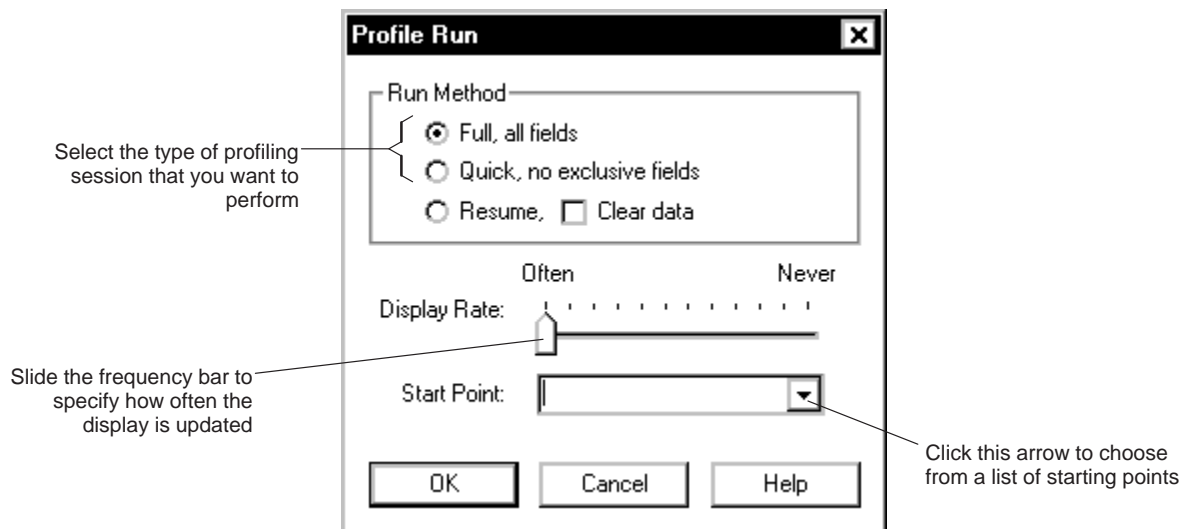 Profile Run
Run Method
Full, all fields
Quick, no exclusive fields
Resume, Clear data
Select the type of profiling
session that you want to
perform
Often Never
Display Rate:
Slide the frequency bar to
specify how often the
display is updated
Start Point:
Click this arrow to choose
from a list of starting points
OK Cancel Help